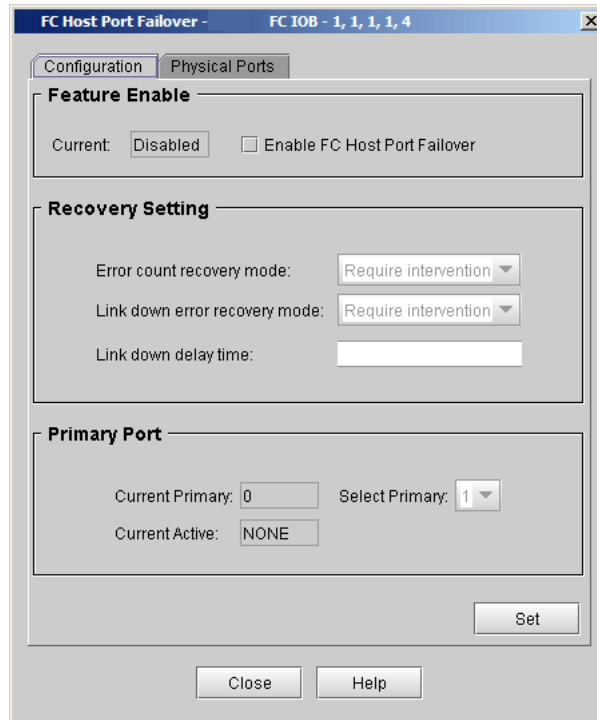 FC Host Port Failover - FC IOB - 1, 1, 1, 1, 4
Configuration Physical Ports
Feature Enable
Current: Disabled Enable FC Host Port Failover
Recovery Setting
Error count recovery mode: Require intervention
Link down error recovery mode: Require intervention
Link down delay time:
Primary Port
Current Primary: 0 Select Primary: 1
Current Active: NONE
Set
Close Help